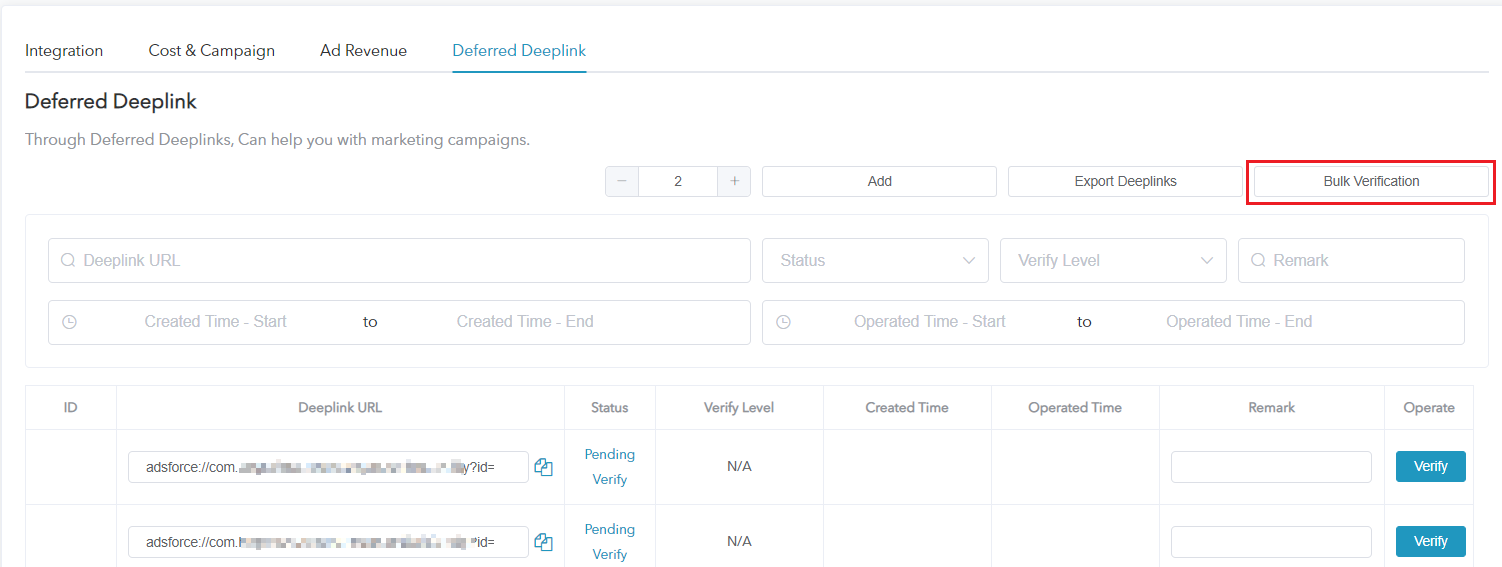 Integration Cost & Campaign Ad Revenue Deferred Deeplink
Deferred Deeplink
Through Deferred Deeplinks, Can help you with marketing campaigns.
− 2 + Add Export Deeplinks Bulk Verification
Deeplink URL Status Verify Level Remark
Created Time - Start to Created Time - End Operated Time - Start to Operated Time - End
ID Deeplink URL Status Verify Level Created Time Operated Time Remark Operate
adsforce://com. y?id= Pending Verify N/A Verify
adsforce://com. id= Pending Verify N/A Verify